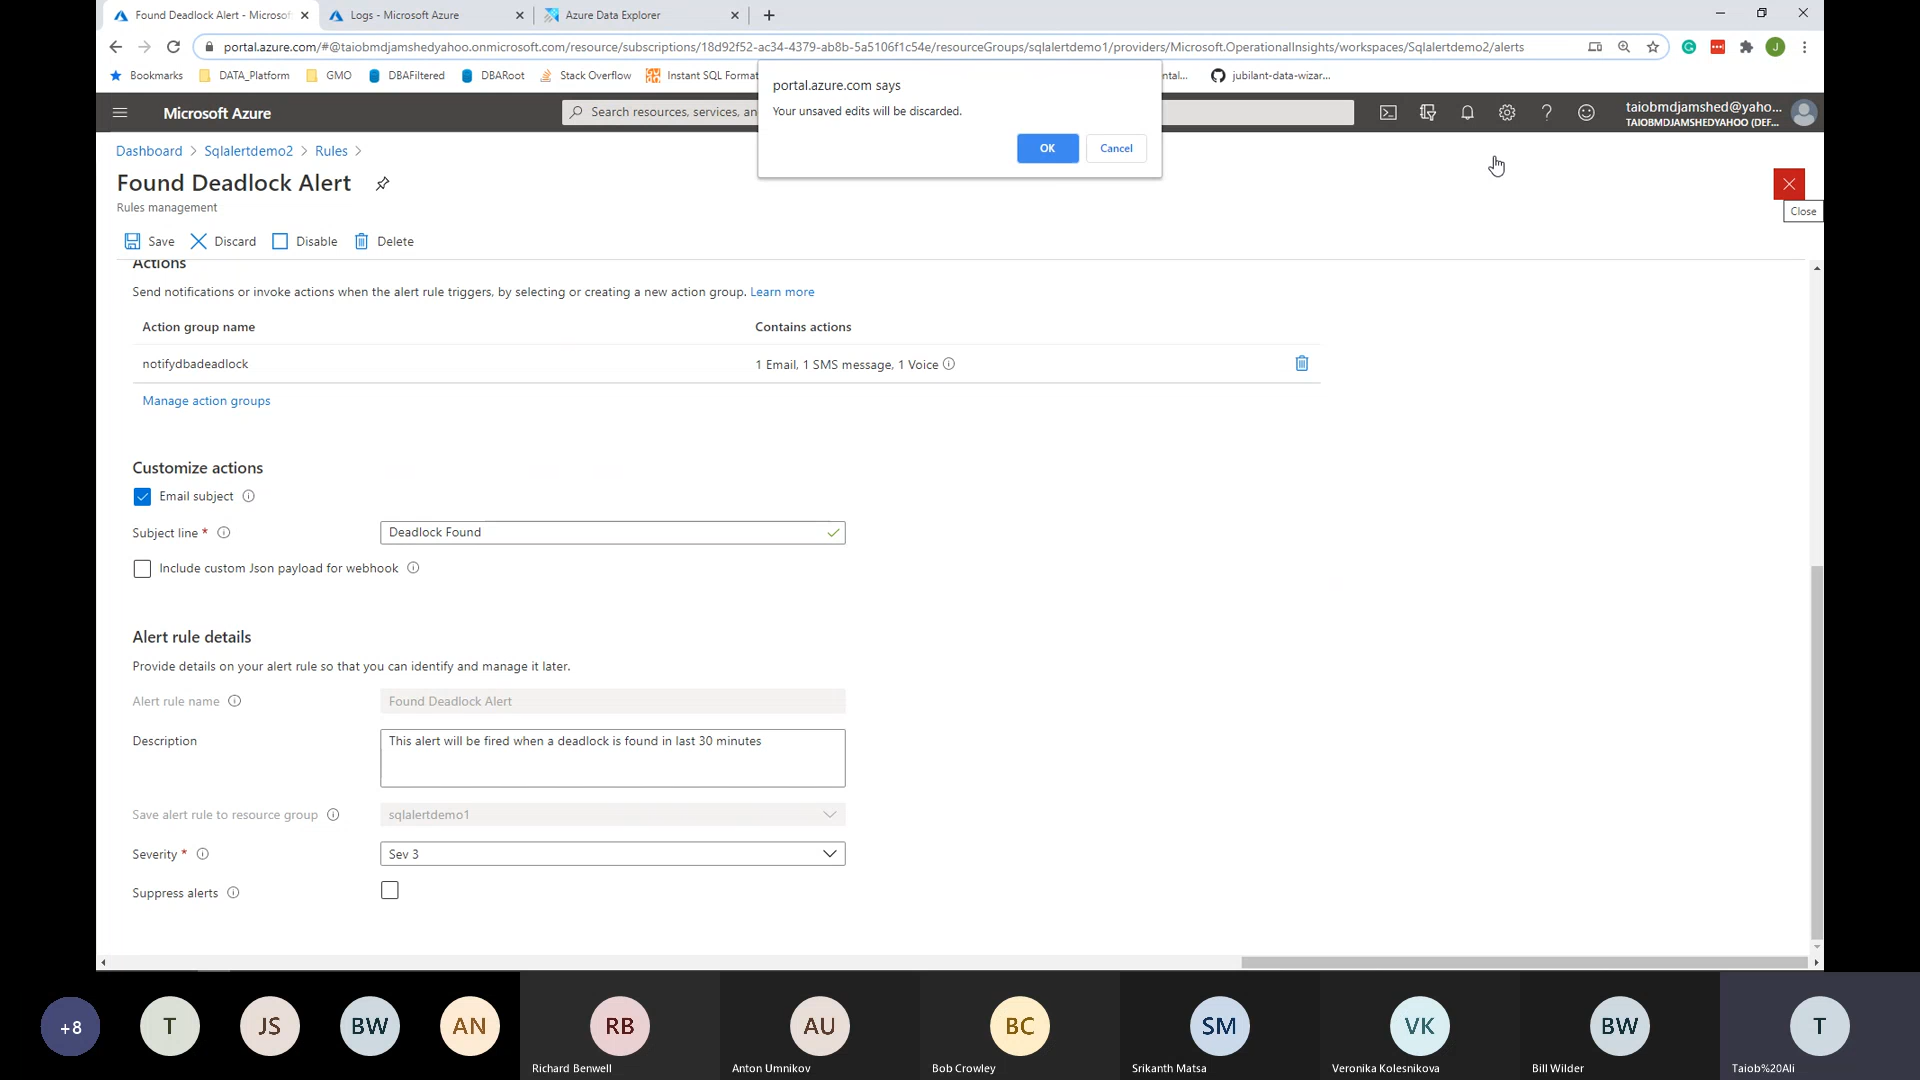 Found Deadlock Alert - Microsof
Logs - Microsoft Azure
Azure Data Explorer
portal.azure.com/#@taiobmdjamshedyahoo.onmicrosoft.com/resource/subscriptions/18d92f52-ac34-4379-ab8b-5a5106f1c54e/resourceGroups/sqlalertdemo1/providers/Microsoft.OperationalInsights/workspaces/Sqlalertdemo2/alerts
J
Bookmarks
DATA_Platform
GMO
DBAFiltered
DBARoot
Stack Overflow
Instant SQL Format
ntal...
jubilant-data-wizar...
portal.azure.com says
Your unsaved edits will be discarded.
OK
Cancel
Microsoft Azure
Search resources, services, an
taiobmdjamshed@yaho...
TAIOBMDJAMSHEDYAHOO (DEF...
Dashboard > Sqlalertdemo2 > Rules >
Found Deadlock Alert
Rules management
Close
Save
Discard
Disable
Delete
Actions
Send notifications or invoke actions when the alert rule triggers, by selecting or creating a new action group. Learn more
Action group name
Contains actions
notifydbadeadlock
1 Email, 1 SMS message, 1 Voice
Manage action groups
Customize actions
Email subject
Subject line *
Deadlock Found
Include custom Json payload for webhook
Alert rule details
Provide details on your alert rule so that you can identify and manage it later.
Alert rule name
Found Deadlock Alert
Description
This alert will be fired when a deadlock is found in last 30 minutes
Save alert rule to resource group
sqlalertdemo1
Severity *
Sev 3
Suppress alerts
+8
T
JS
BW
AN
RB
Richard Benwell
AU
Anton Umnikov
BC
Bob Crowley
SM
Srikanth Matsa
VK
Veronika Kolesnikova
BW
Bill Wilder
T
Taiob%20Ali